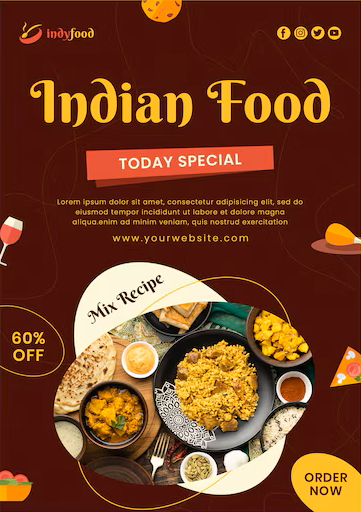 indyfood
Indian Food
TODAY SPECIAL
Lorem ipsum dolor sit amet, consectetur adipisicing elit, sed do
eiusmod tempor incididunt ut labore et dolore magna
aliqua.enim ad minim veniam, quis nostrud exercitation
www.yourwebsite.com
Mix Recipe
60%
OFF
ORDER
NOW